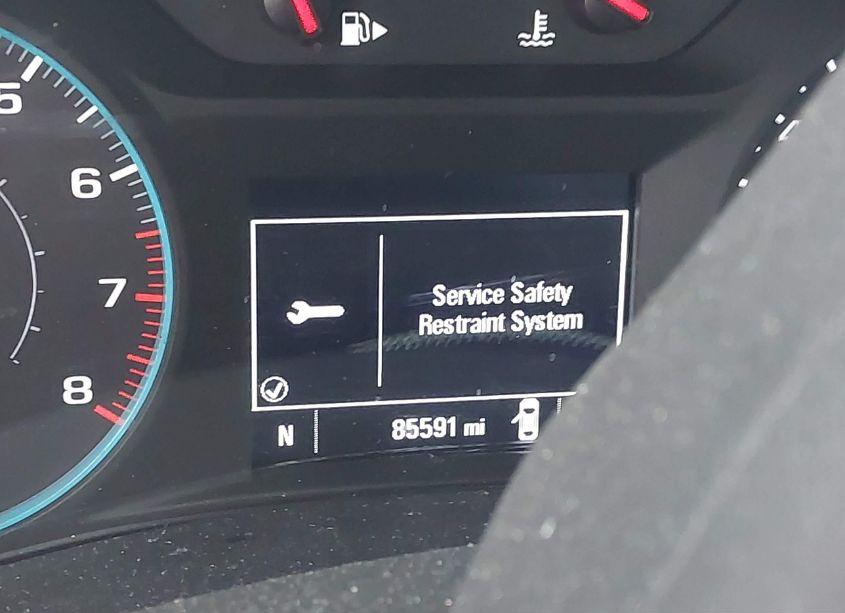 5
6
7
8
Service Safety
Restraint System
N
85591 mi